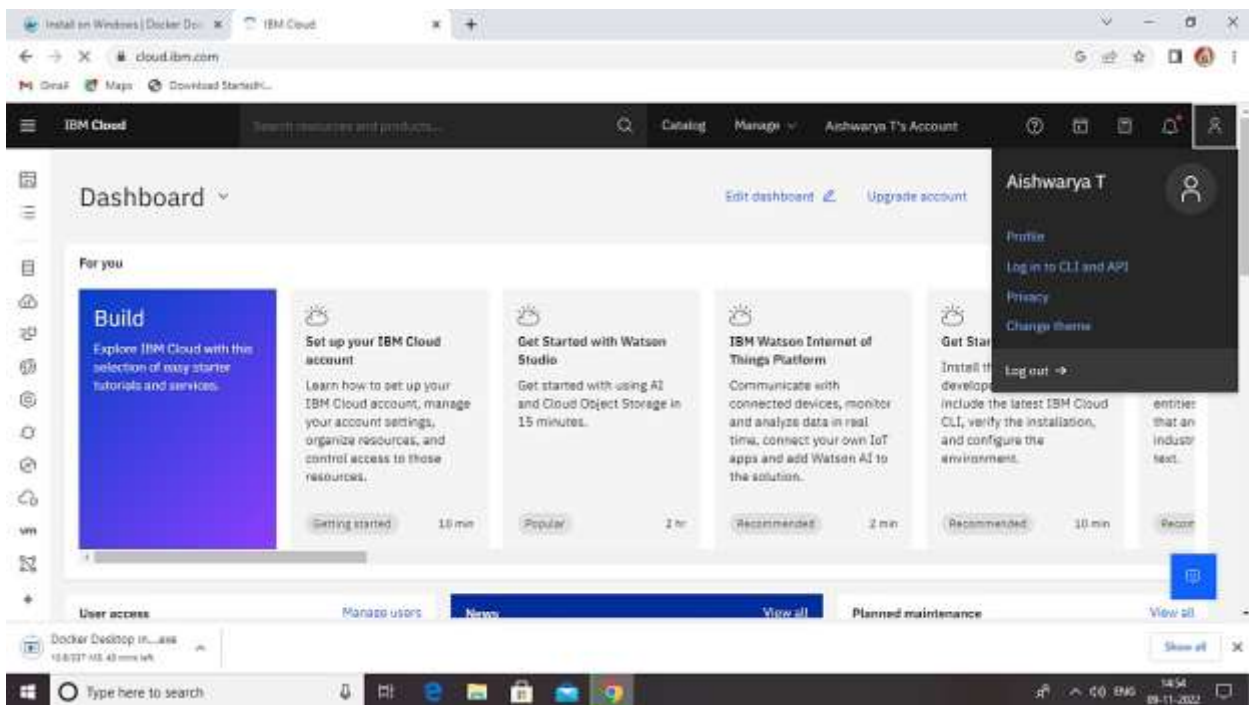 Install on Windows | Docker Doc
IBM Cloud
cloud.ibm.com
Gmail
Maps
IBM Cloud
Search resources and products...
Catalog
Manage
Aishwarya T's Account
Dashboard
Edit dashboard
Upgrade account
Aishwarya T
Profile
Log in to CLI and API
Privacy
Change theme
Log out →
For you
Build
Explore IBM Cloud with this
selection of easy starter
tutorials and services.
Set up your IBM Cloud
account
Learn how to set up your
IBM Cloud account, manage
your account settings,
organize resources, and
control access to those
resources.
Getting started
10 min
Get Started with Watson
Studio
Get started with using AI
and Cloud Object Storage in
15 minutes.
Popular
2 hr
IBM Watson Internet of
Things Platform
Communicate with
connected devices, monitor
and analyze data in real
time, connect your own IoT
apps and add Watson AI to
the solution.
Recommended
2 min
Get Star
Install th
develop
include the latest IBM Cloud
CLI, verify the installation,
and configure the
environment.
Recommended
10 min
entities
that an
industr
text.
Recom
vm
User access
Manage users
News
View all
Planned maintenance
View all
Docker Desktop In....exe
Show all
Type here to search
ENG
14:54
09-11-2022